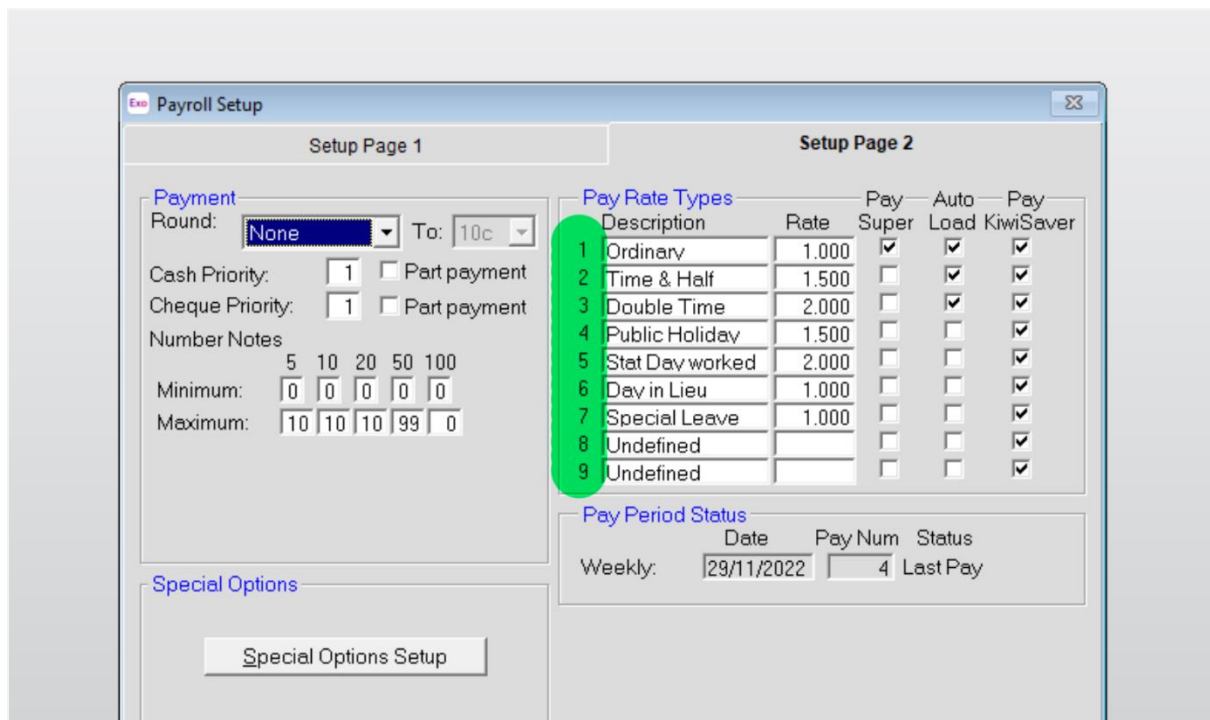 Exo Payroll Setup
Setup Page 1
Setup Page 2
Payment
Round: None To: 10c
Cash Priority: 1 Part payment
Cheque Priority: 1 Part payment
Number Notes
5 10 20 50 100
Minimum: 0 0 0 0 0
Maximum: 10 10 10 99 0
Special Options
Special Options Setup
Pay Rate Types Pay Auto Pay
Description Rate Super Load KiwiSaver
1 Ordinary 1.000
2 Time & Half 1.500
3 Double Time 2.000
4 Public Holiday 1.500
5 Stat Day worked 2.000
6 Day in Lieu 1.000
7 Special Leave 1.000
8 Undefined
9 Undefined
Pay Period Status
Date Pay Num Status
Weekly: 29/11/2022 4 Last Pay